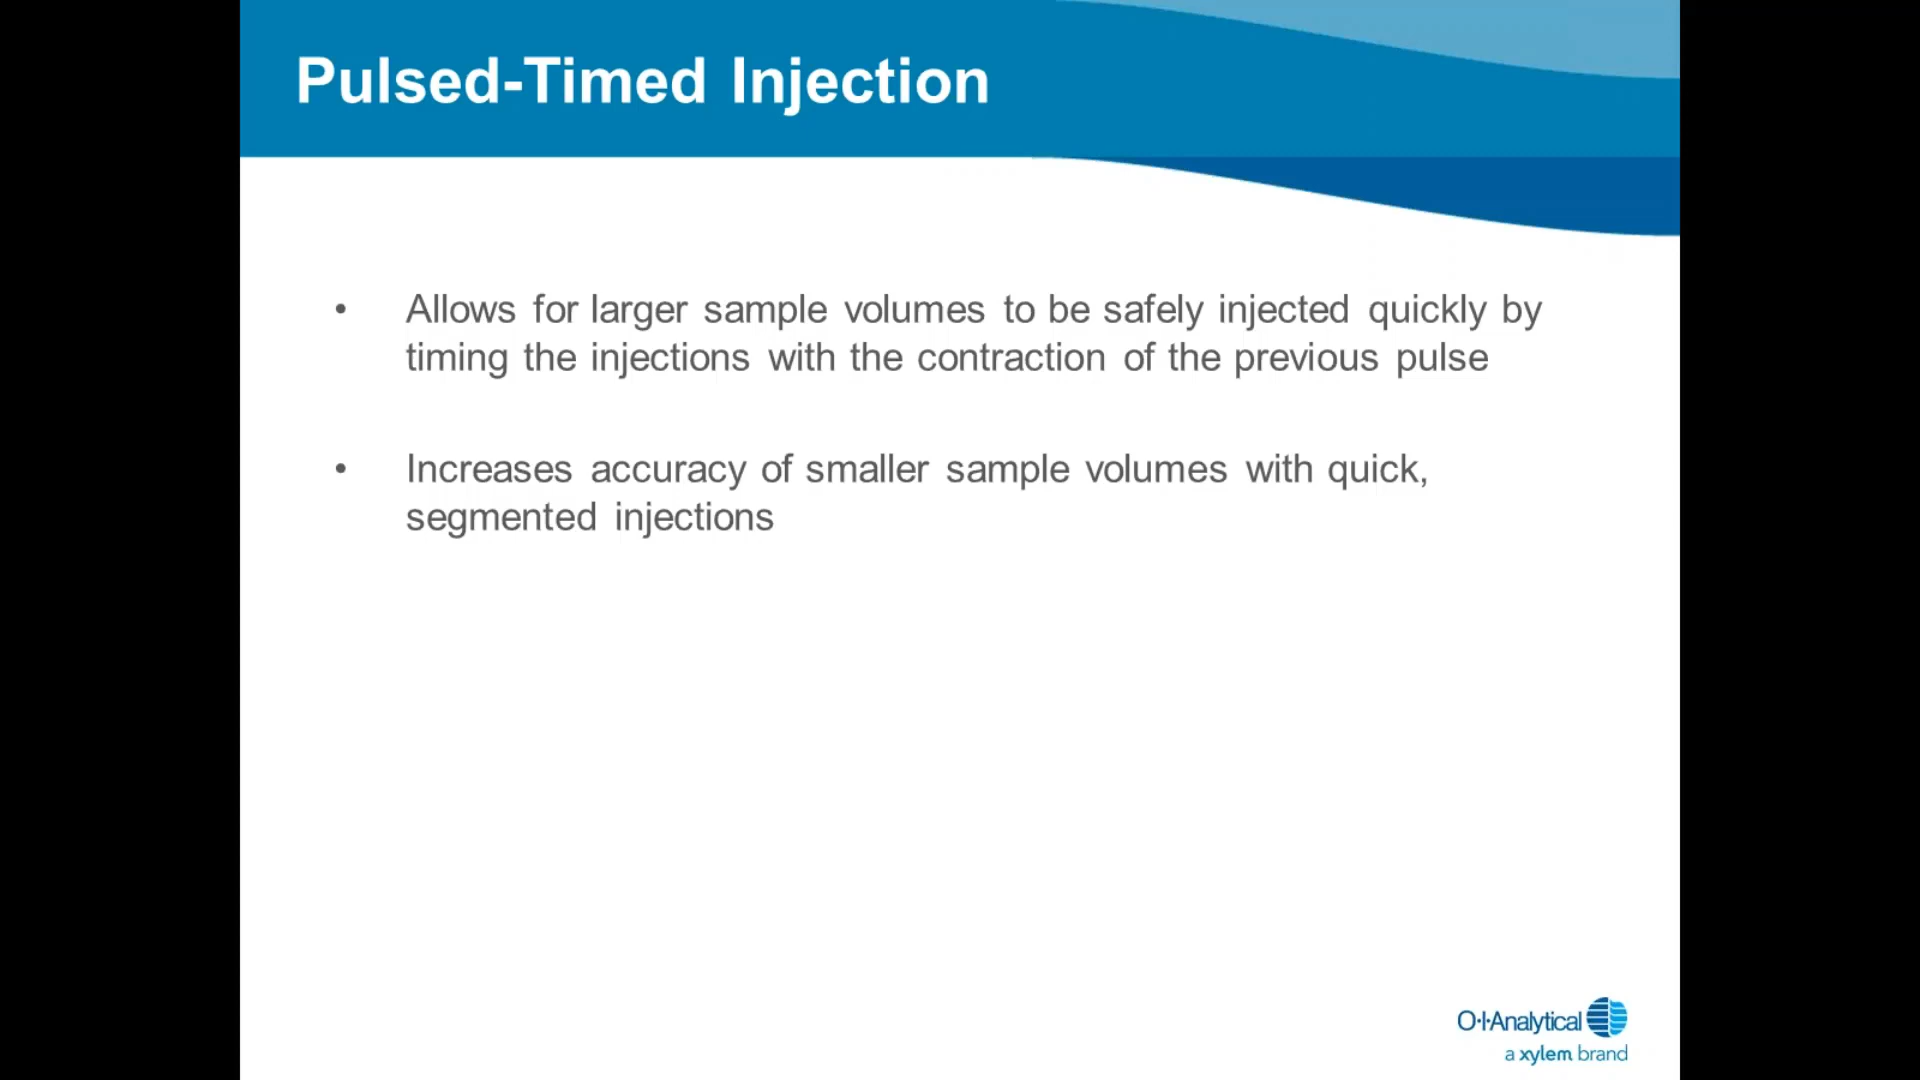 Pulsed-Timed Injection
• Allows for larger sample volumes to be safely injected quickly by
timing the injections with the contraction of the previous pulse
• Increases accuracy of smaller sample volumes with quick,
segmented injections
O·I·Analytical
a xylem brand